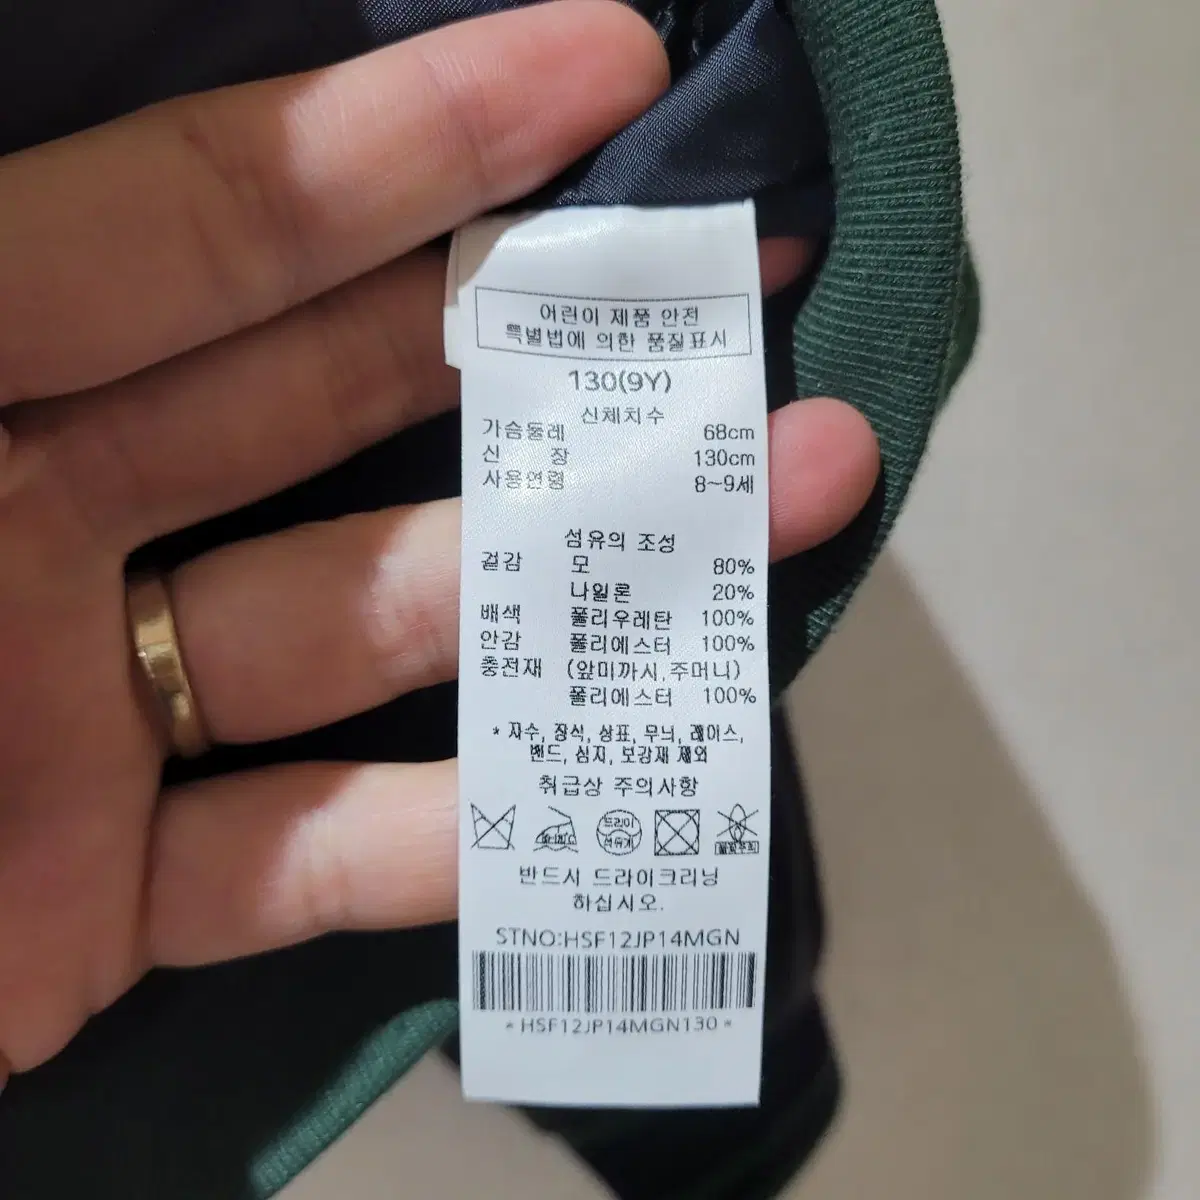 어린이 제품 안전
특별법에 의한 품질표시
130(9Y)
신체치수
가슴둘레 68cm
신 장 130cm
사용연령 8~9세
섬유의 조성
겉감 모 80%
나일론 20%
배색 폴리우레탄 100%
안감 폴리에스터 100%
충전재 (앞미까시,주머니)
폴리에스터 100%
* 자수, 장식, 상표, 무늬, 레이스,
밴드, 심지, 보강재 제외
취급상 주의사항
드라이
석유계
반드시 드라이크리닝
하십시오.
STNO:HSF12JP14MGN
*HSF12JP14MGN130*